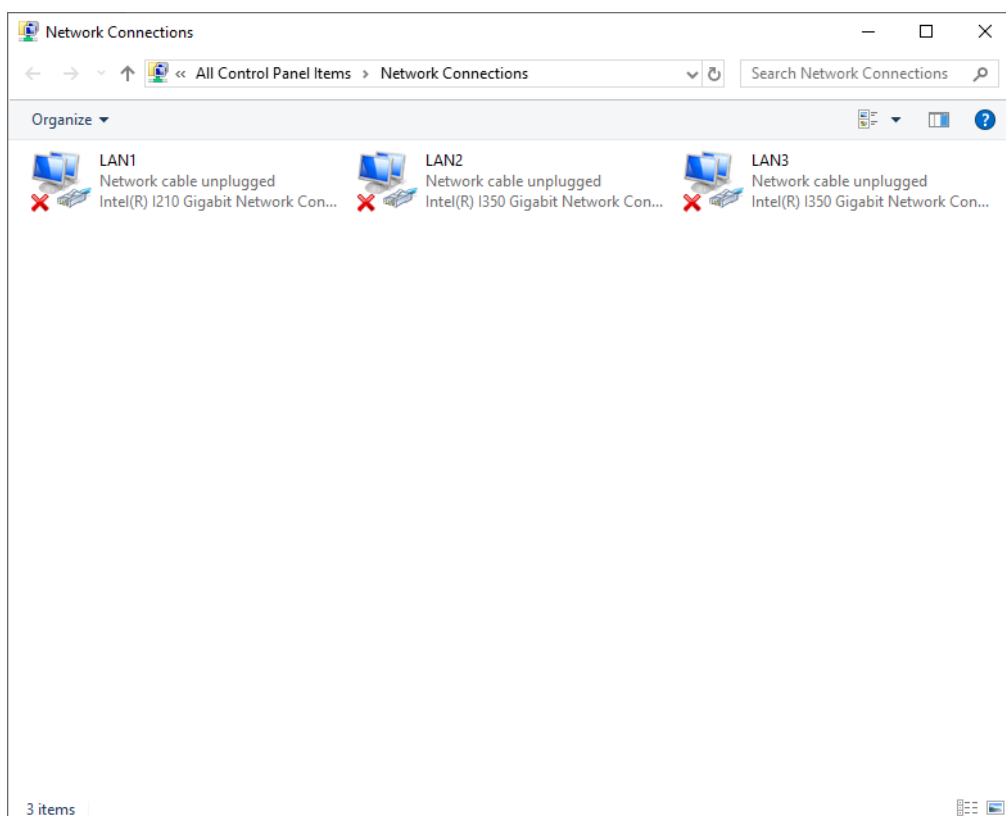 Network Connections
« All Control Panel Items > Network Connections
Search Network Connections
Organize
LAN1
Network cable unplugged
Intel(R) I210 Gigabit Network Con...
LAN2
Network cable unplugged
Intel(R) I350 Gigabit Network Con...
LAN3
Network cable unplugged
Intel(R) I350 Gigabit Network Con...
3 items